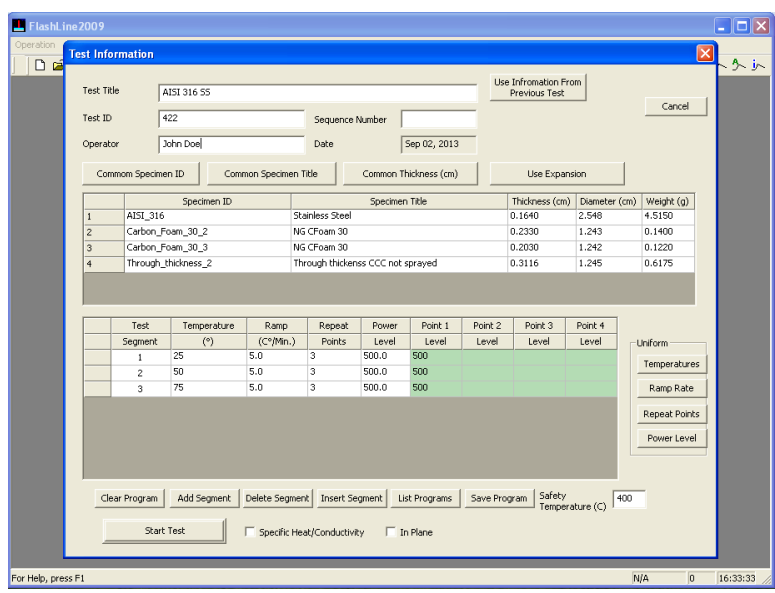 FlashLine2009
Operation
Test Information
Test Title AISI 316 SS
Use Infromation From
Previous Test
Cancel
Test ID 422 Sequence Number
Operator John Doe Date Sep 02, 2013
Commom Specimen ID Common Specimen Title Common Thickness (cm) Use Expansion
Specimen ID Specimen Title Thickness (cm) Diameter (cm) Weight (g)
1 AISI_316 Stainless Steel 0.1640 2.548 4.5150
2 Carbon_Foam_30_2 NG CFoam 30 0.2330 1.243 0.1400
3 Carbon_Foam_30_3 NG CFoam 30 0.2030 1.242 0.1220
4 Through_thickness_2 Through thickenss CCC not sprayed 0.3116 1.245 0.6175
Test Temperature Ramp Repeat Power Point 1 Point 2 Point 3 Point 4
Segment (°) (C°/Min.) Points Level Level Level Level Level
1 25 5.0 3 500.0 500
2 50 5.0 3 500.0 500
3 75 5.0 3 500.0 500
Uniform
Temperatures
Ramp Rate
Repeat Points
Power Level
Clear Program Add Segment Delete Segment Insert Segment List Programs Save Program Safety
Temperature (C) 400
Start Test Specific Heat/Conductivity In Plane
For Help, press F1 N/A 0 16:33:33